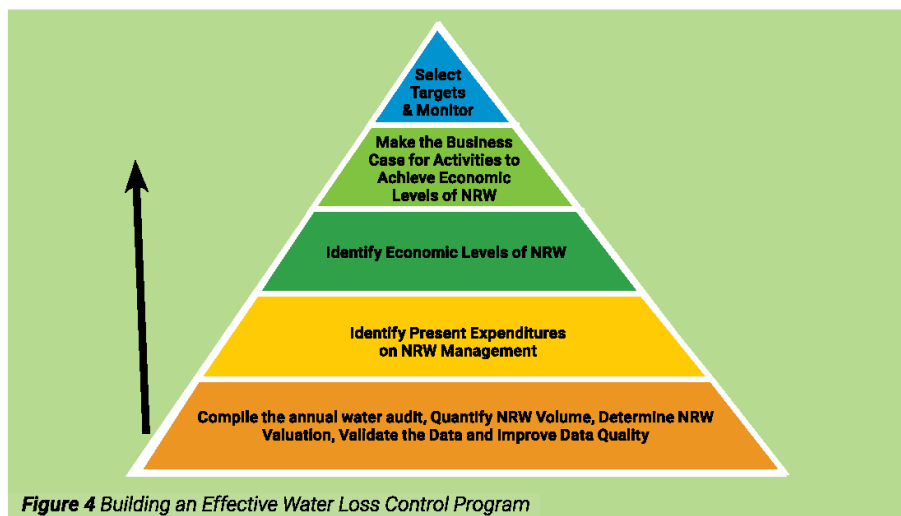 Select
Targets
& Monitor
Make the Business
Case for Activities to
Achieve Economic
Levels of NRW
Identify Economic Levels of NRW
Identify Present Expenditures
on NRW Management
Compile the annual water audit, Quantify NRW Volume, Determine NRW
Valuation, Validate the Data and Improve Data Quality
Figure 4 Building an Effective Water Loss Control Program